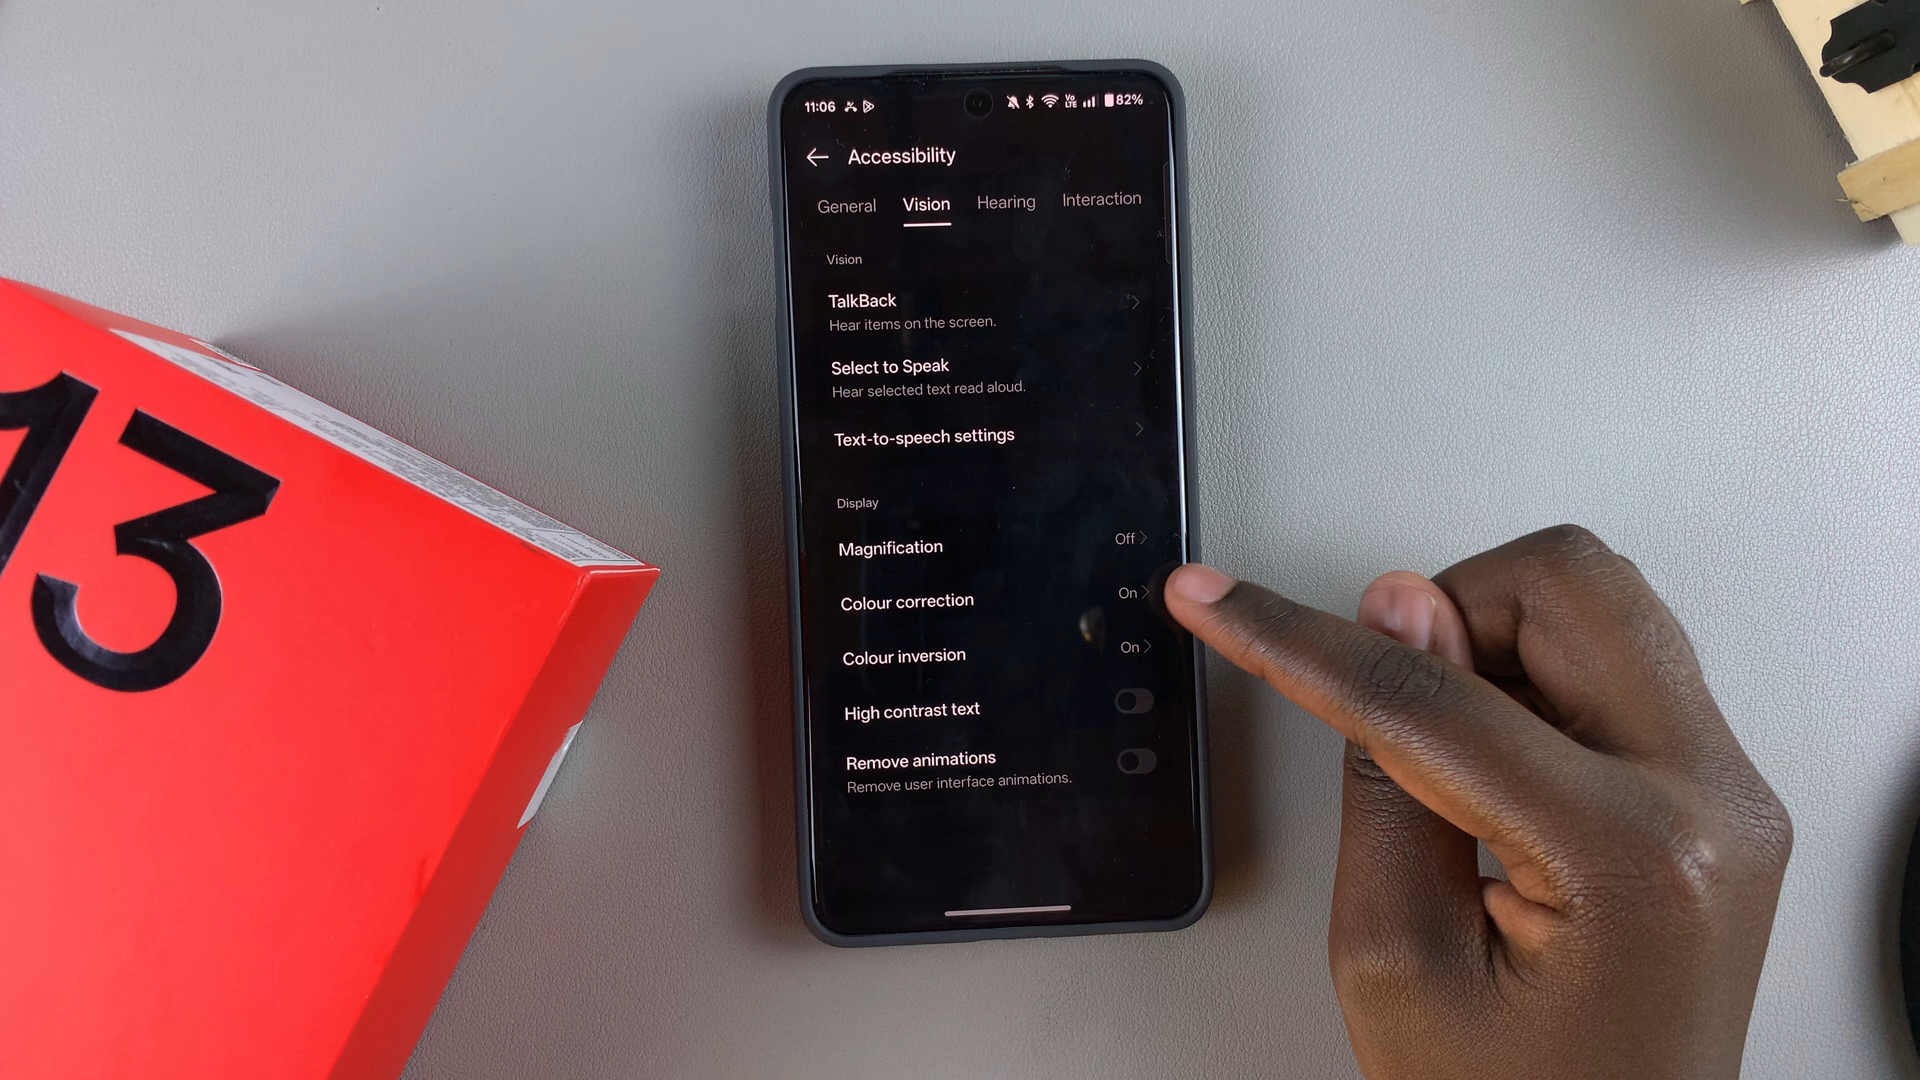 13
11:06 Vo LTE 82%
Accessibility
General Vision Hearing Interaction
Vision
TalkBack
Hear items on the screen.
Select to Speak
Hear selected text read aloud.
Text-to-speech settings
Display
Magnification Off
Colour correction On
Colour inversion On
High contrast text
Remove animations
Remove user interface animations.